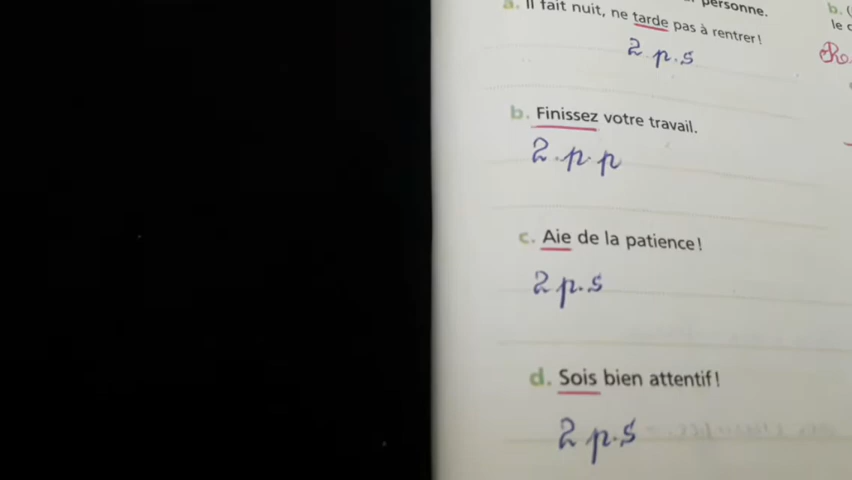 personne.
a. Il fait nuit, ne tarde pas à rentrer!
2 p.s
b. Finissez votre travail.
2.p.p
c. Aie de la patience!
2 p.s
d. Sois bien attentif!
2 p.s
b. (
le c